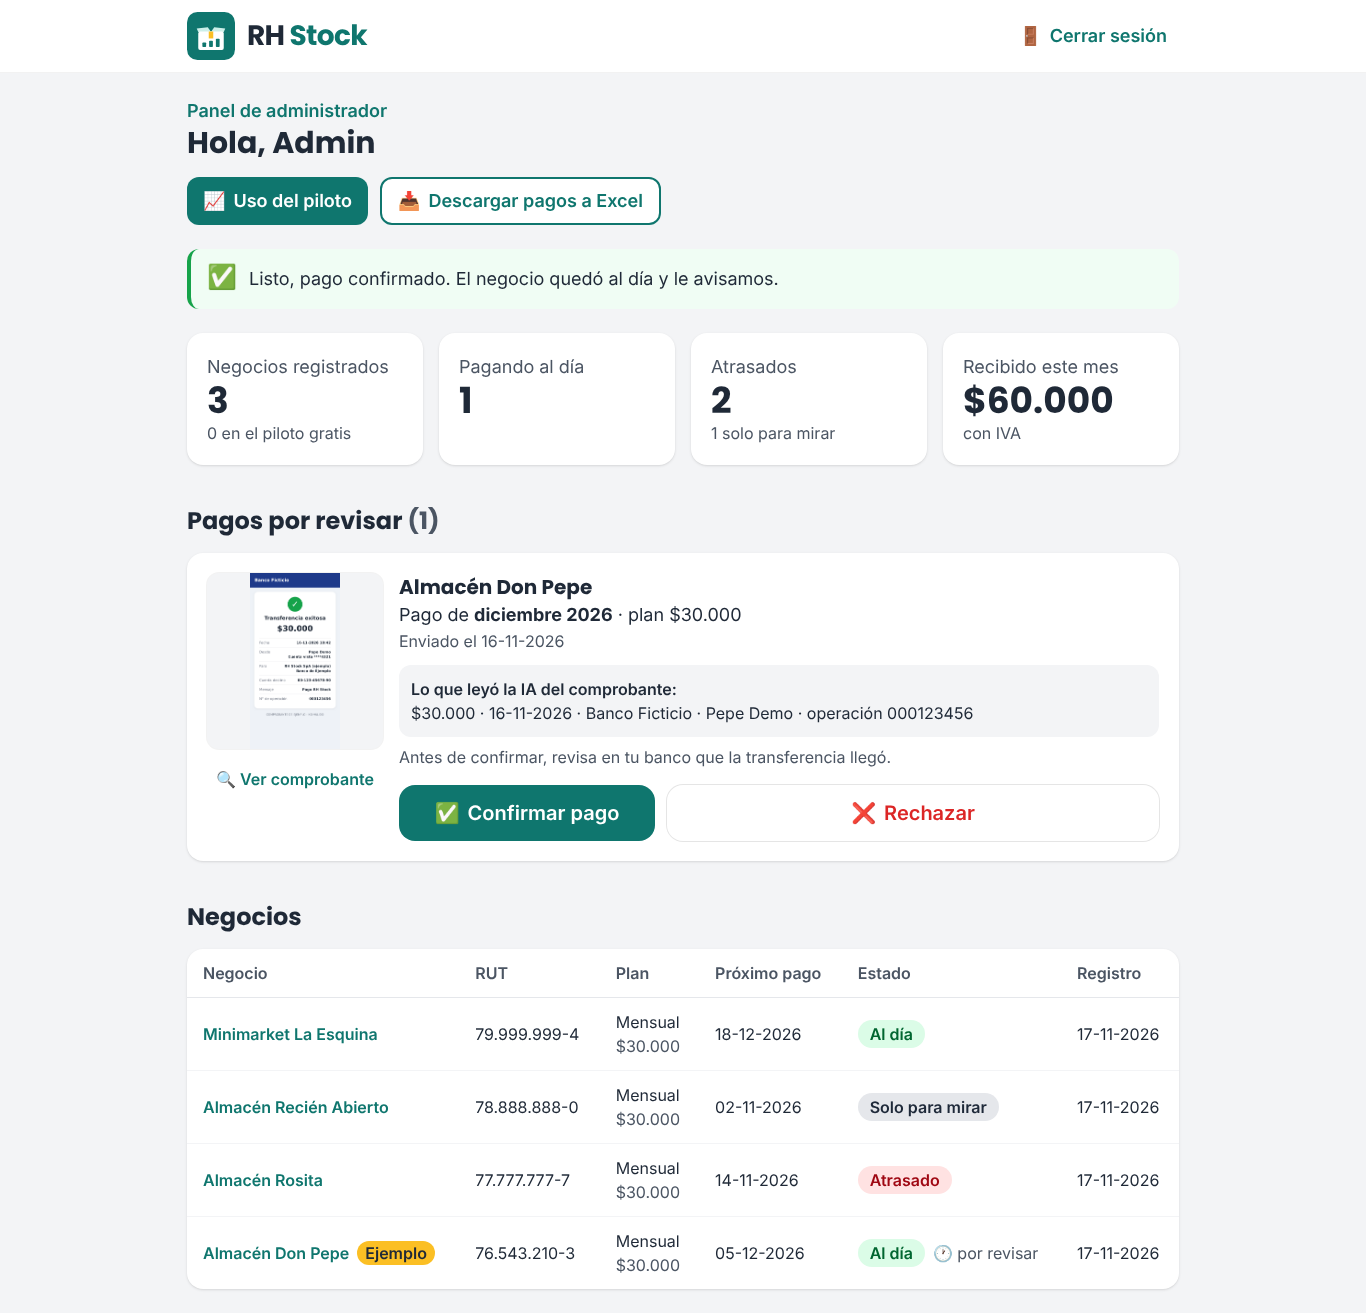 RH Stock
Cerrar sesión
Panel de administrador
Hola, Admin
Uso del piloto
Descargar pagos a Excel
Listo, pago confirmado. El negocio quedó al día y le avisamos.
Negocios registrados
3
0 en el piloto gratis
Pagando al día
1
Atrasados
2
1 solo para mirar
Recibido este mes
$60.000
con IVA
Pagos por revisar (1)
Banco Ficticio
Transferencia exitosa
$30.000
Ver comprobante
Almacén Don Pepe
Pago de diciembre 2026 · plan $30.000
Enviado el 16-11-2026
Lo que leyó la IA del comprobante:
$30.000 · 16-11-2026 · Banco Ficticio · Pepe Demo · operación 000123456
Antes de confirmar, revisa en tu banco que la transferencia llegó.
Confirmar pago
Rechazar
Negocios
Negocio RUT Plan Próximo pago Estado Registro
Minimarket La Esquina 79.999.999-4 Mensual $30.000 18-12-2026 Al día 17-11-2026
Almacén Recién Abierto 78.888.888-0 Mensual $30.000 02-11-2026 Solo para mirar 17-11-2026
Almacén Rosita 77.777.777-7 Mensual $30.000 14-11-2026 Atrasado 17-11-2026
Almacén Don Pepe Ejemplo 76.543.210-3 Mensual $30.000 05-12-2026 Al día por revisar 17-11-2026